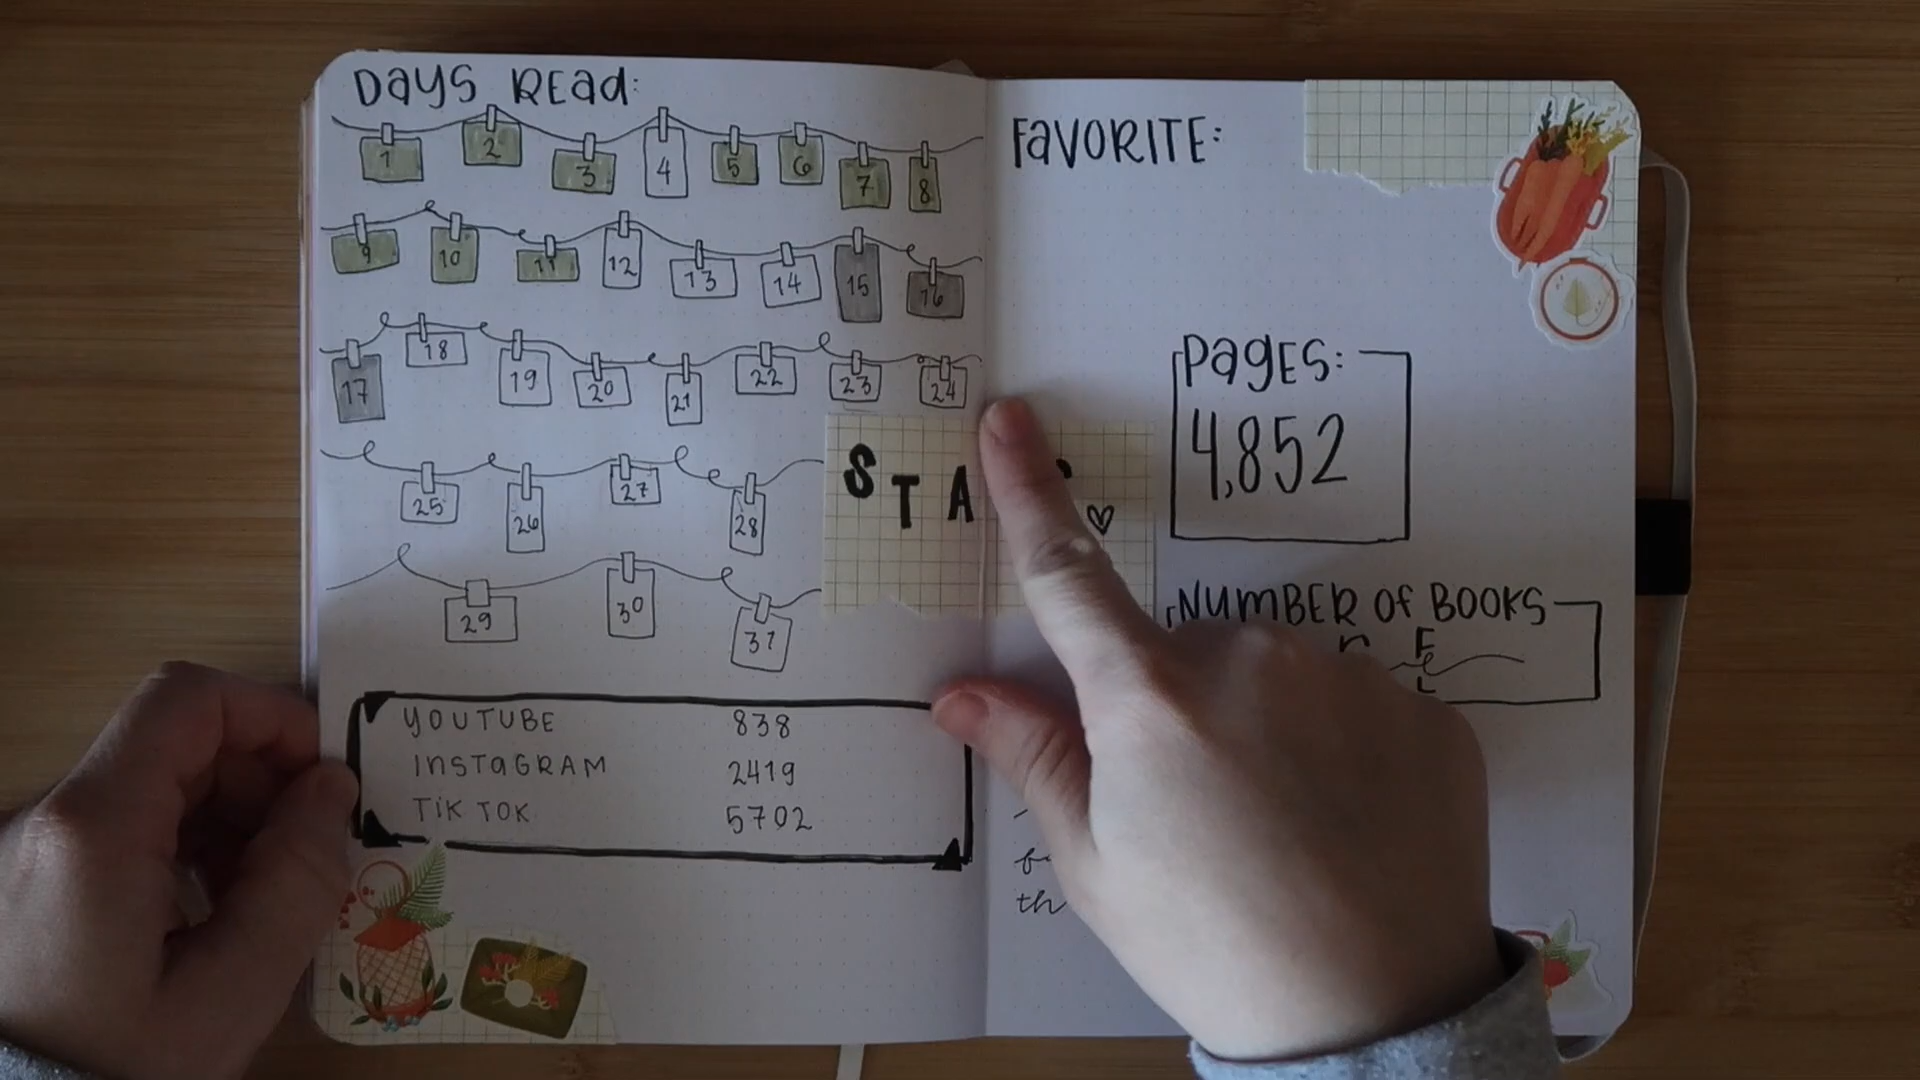 DAYS READ:
1 2 3 4 5 6 7 8
9 10 11 12 13 14 15 16
17 18 19 20 21 22 23 24
25 26 27 28
29 30 31
STA
YOUTUBE 838
INSTAGRAM 2419
TIK TOK 5702
FAVORITE:
PAGES:
4,852
NUMBER OF BOOKS